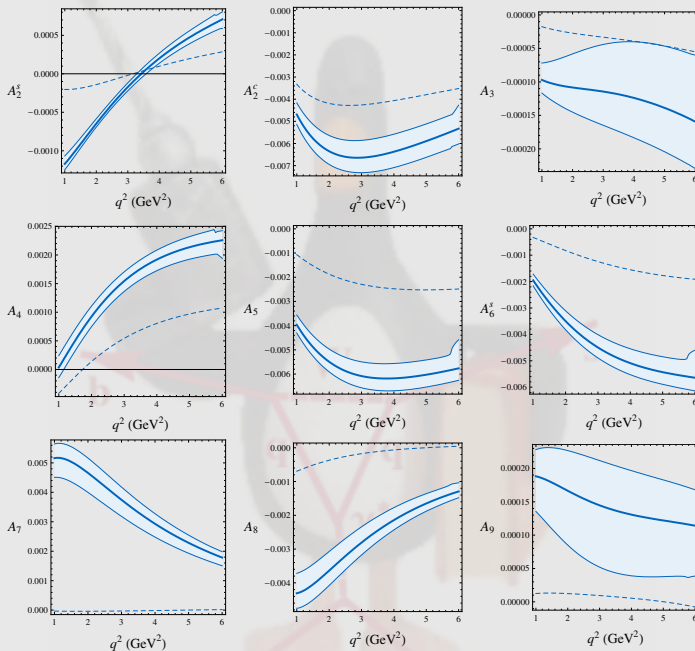 0.0005
0.0000
-0.0005
-0.0010
A₂ˢ
1 2 3 4 5 6
q² (GeV²)
0.000
-0.001
-0.002
-0.003
-0.004
-0.005
-0.006
-0.007
A₂ᶜ
1 2 3 4 5 6
q² (GeV²)
0.00000
-0.00005
-0.00010
-0.00015
-0.00020
A₃
1 2 3 4 5 6
q² (GeV²)
0.0025
0.0020
0.0015
0.0010
0.0005
0.0000
A₄
1 2 3 4 5 6
q² (GeV²)
0.000
-0.001
-0.002
-0.003
-0.004
-0.005
-0.006
A₅
1 2 3 4 5 6
q² (GeV²)
0.000
-0.001
-0.002
-0.003
-0.004
-0.005
-0.006
A₆ˢ
1 2 3 4 5 6
q² (GeV²)
b
q
q
0.005
0.004
0.003
0.002
0.001
0.000
A₇
1 2 3 4 5 6
q² (GeV²)
0.000
-0.001
-0.002
-0.003
-0.004
A₈
1 2 3 4 5 6
q² (GeV²)
0.00020
0.00015
0.00010
0.00005
0.00000
A₉
1 2 3 4 5 6
q² (GeV²)